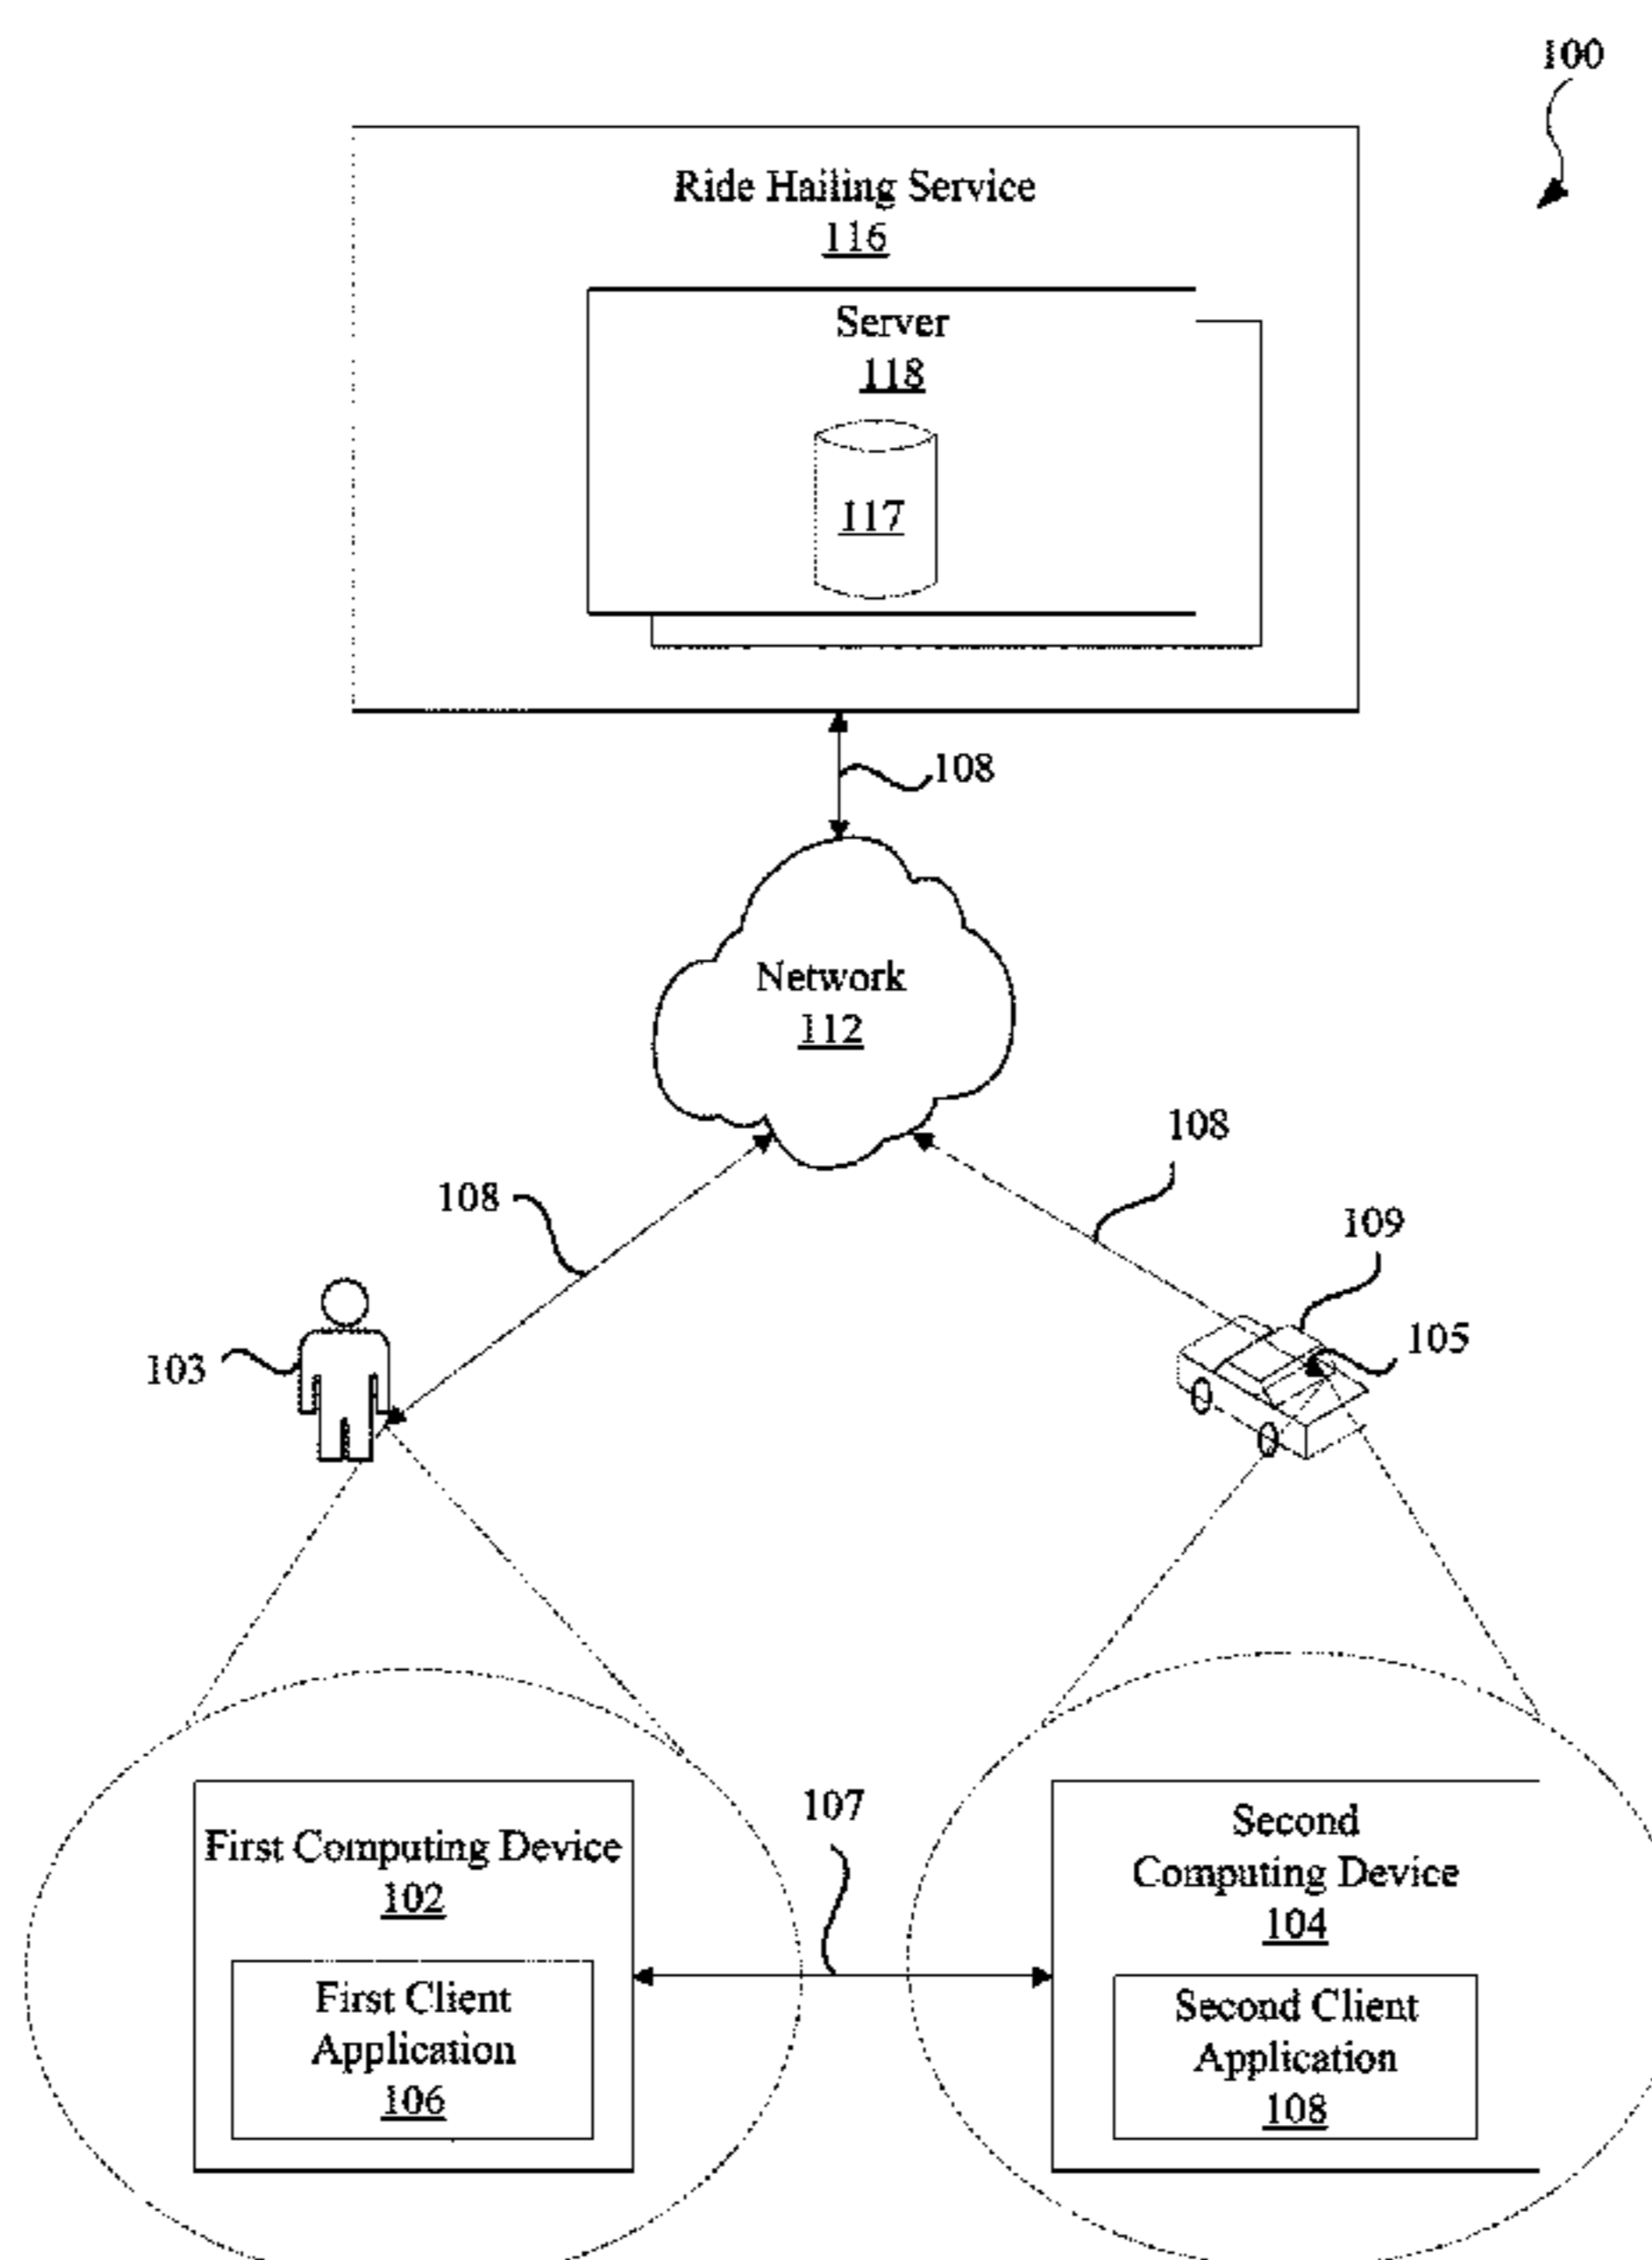 100
Ride Hailing Service
116
Server
118
117
108
Network
112
108
108
109
103
105
107
First Computing Device
102
First Client
Application
106
Second
Computing Device
104
Second Client
Application
108